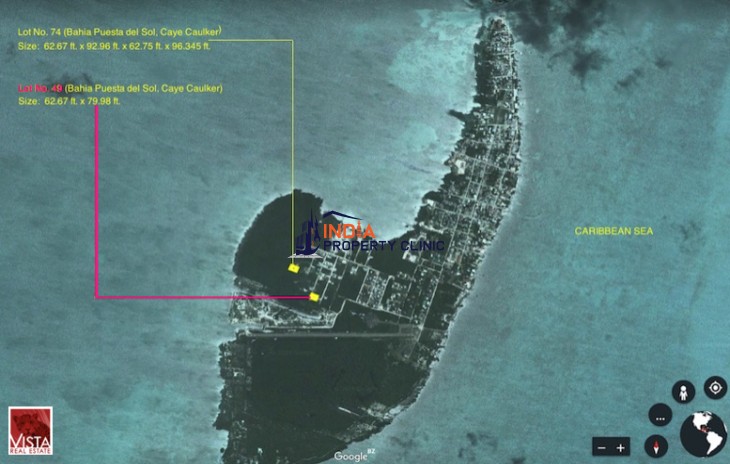 Lot No. 74 (Bahia Puesta del Sol, Caye Caulker)
Size: 62.67 ft. x 92.96 ft. x 62.75 ft. x 96.345 ft.
Lot No. 49 (Bahia Puesta del Sol, Caye Caulker)
Size: 62.67 ft. x 79.98 ft.
INDIA
PROPERTY CLINIC
CARIBBEAN SEA
VISTA
REAL ESTATE
Google
BZ